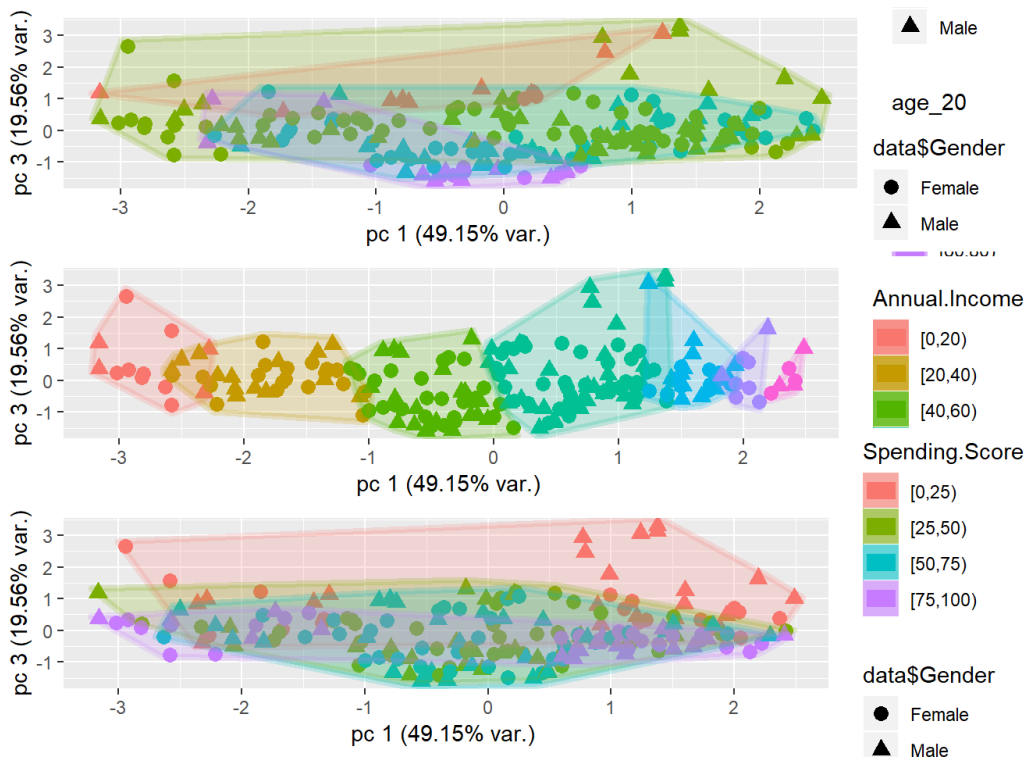 3
2
1
0
-1
pc 3 (19.56% var.)
-3 -2 -1 0 1 2
pc 1 (49.15% var.)
Male
age_20
data$Gender
Female
Male
3
2
1
0
-1
pc 3 (19.56% var.)
-3 -2 -1 0 1 2
pc 1 (49.15% var.)
Annual.Income
[0,20)
[20,40)
[40,60)
3
2
1
0
-1
pc 3 (19.56% var.)
-3 -2 -1 0 1 2
pc 1 (49.15% var.)
Spending.Score
[0,25)
[25,50)
[50,75)
[75,100)
data$Gender
Female
Male